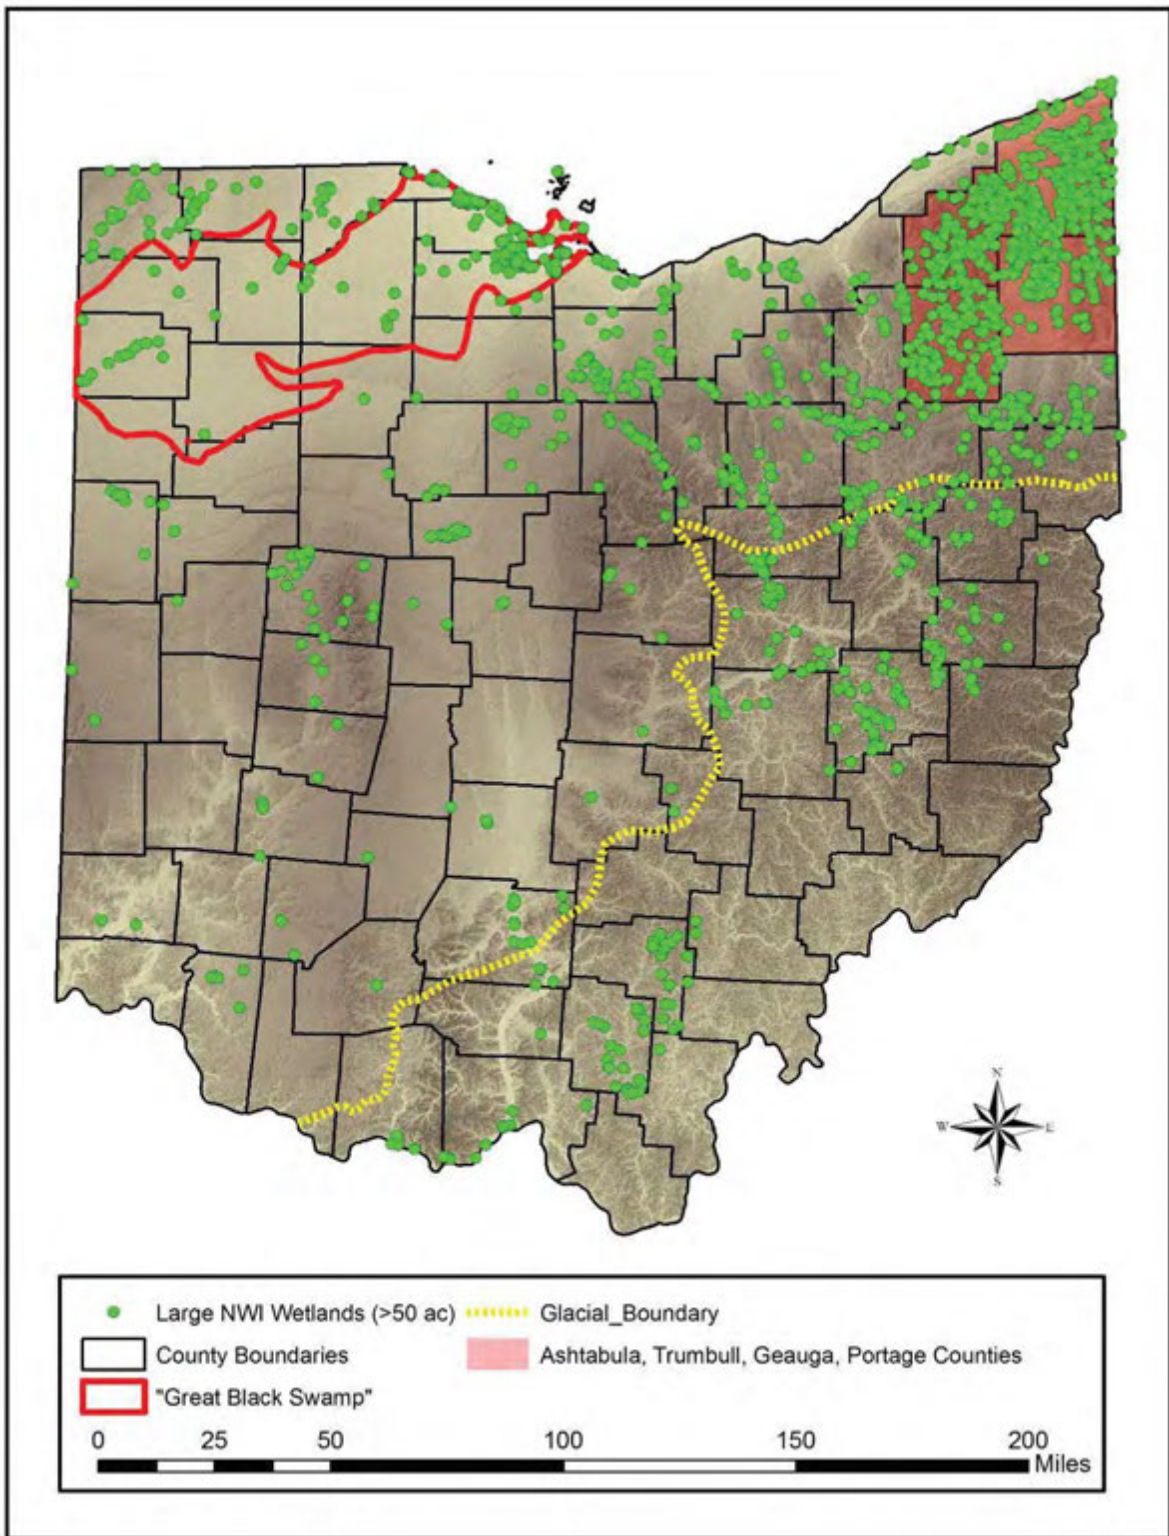 N
W E
S
Large NWI Wetlands (>50 ac) Glacial_Boundary
County Boundaries Ashtabula, Trumbull, Geauga, Portage Counties
"Great Black Swamp"
0 25 50 100 150 200
Miles